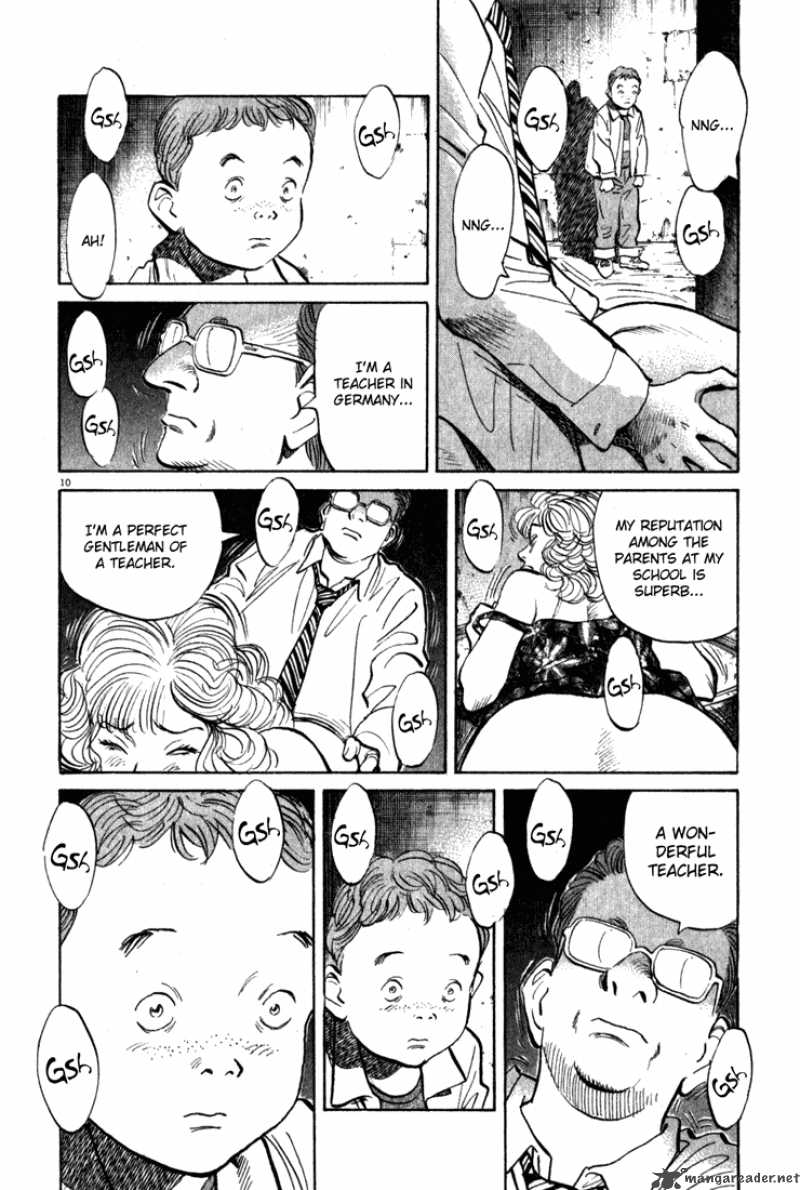 NNG...
GSh
GSh
NNG...
GSh
GSh
AH!
I'M A
TEACHER IN
GERMANY...
GSh
GSh
MY REPUTATION
AMONG THE
PARENTS AT MY
SCHOOL IS
SUPERB...
GSh
GSh
GSh
I'M A PERFECT
GENTLEMAN OF
A TEACHER.
GSh
10
A WON-
DERFUL
TEACHER.
GSh
GSh
GSh
GSh
GSh
GSh
GSh
mangareader.net